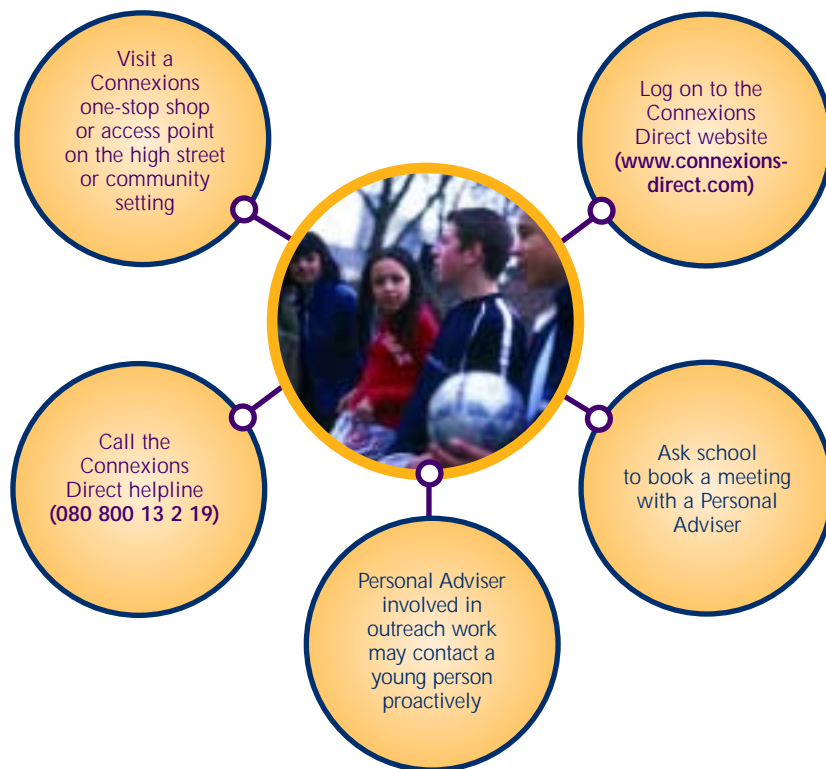 Visit a
Connexions
one-stop shop
or access point
on the high street
or community
setting
Log on to the
Connexions
Direct website
(www.connexions-
direct.com)
Call the
Connexions
Direct helpline
(080 800 13 2 19)
Ask school
to book a meeting
with a Personal
Adviser
Personal Adviser
involved in
outreach work
may contact a
young person
proactively